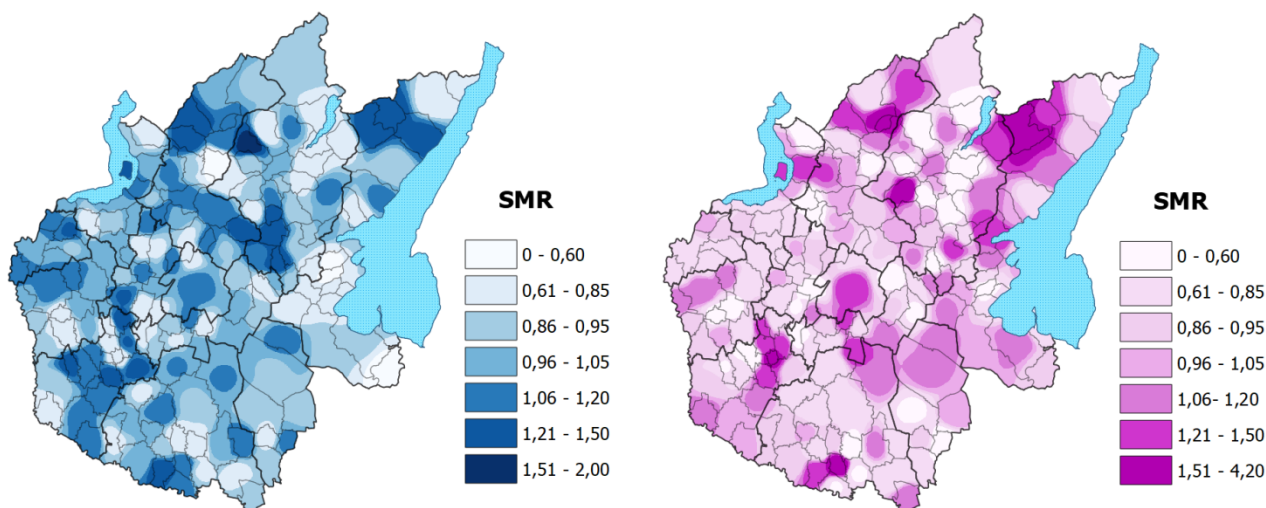 SMR
0 - 0,60
0,61 - 0,85
0,86 - 0,95
0,96 - 1,05
1,06 - 1,20
1,21 - 1,50
1,51 - 2,00
SMR
0 - 0,60
0,61 - 0,85
0,86 - 0,95
0,96 - 1,05
1,06- 1,20
1,21 - 1,50
1,51 - 4,20